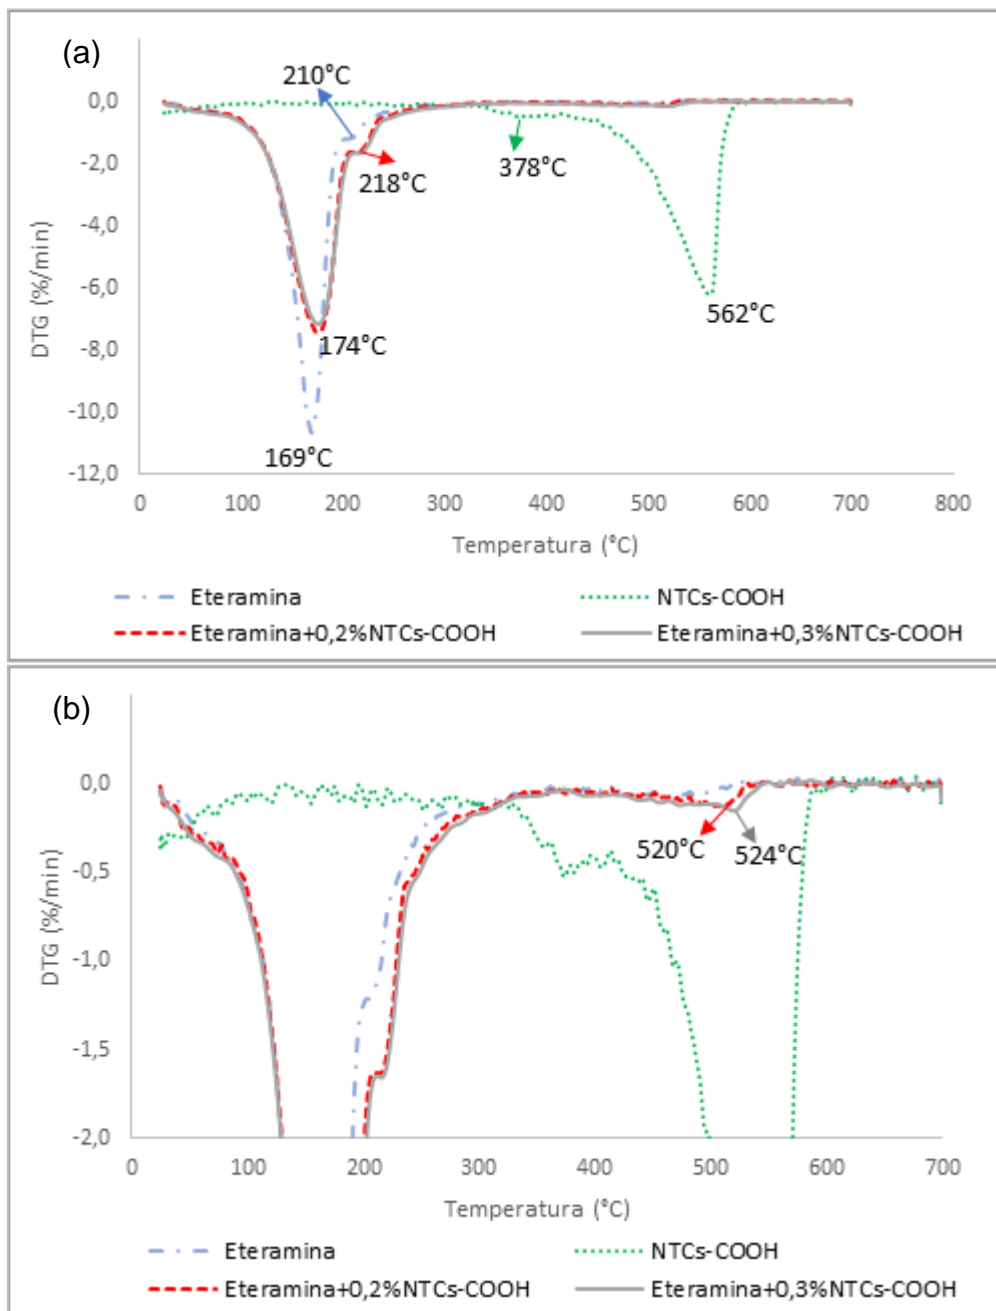 (a)
210°C
0,0
-2,0
-4,0
-6,0
-8,0
-10,0
-12,0
DTG (%/min)
218°C
378°C
562°C
174°C
169°C
0 100 200 300 400 500 600 700 800
Temperatura (°C)
Eteramina NTCs-COOH
Eteramina+0,2%NTCs-COOH Eteramina+0,3%NTCs-COOH
(b)
0,0
-0,5
-1,0
-1,5
-2,0
DTG (%/min)
520°C 524°C
0 100 200 300 400 500 600 700
Temperatura (°C)
Eteramina NTCs-COOH
Eteramina+0,2%NTCs-COOH Eteramina+0,3%NTCs-COOH